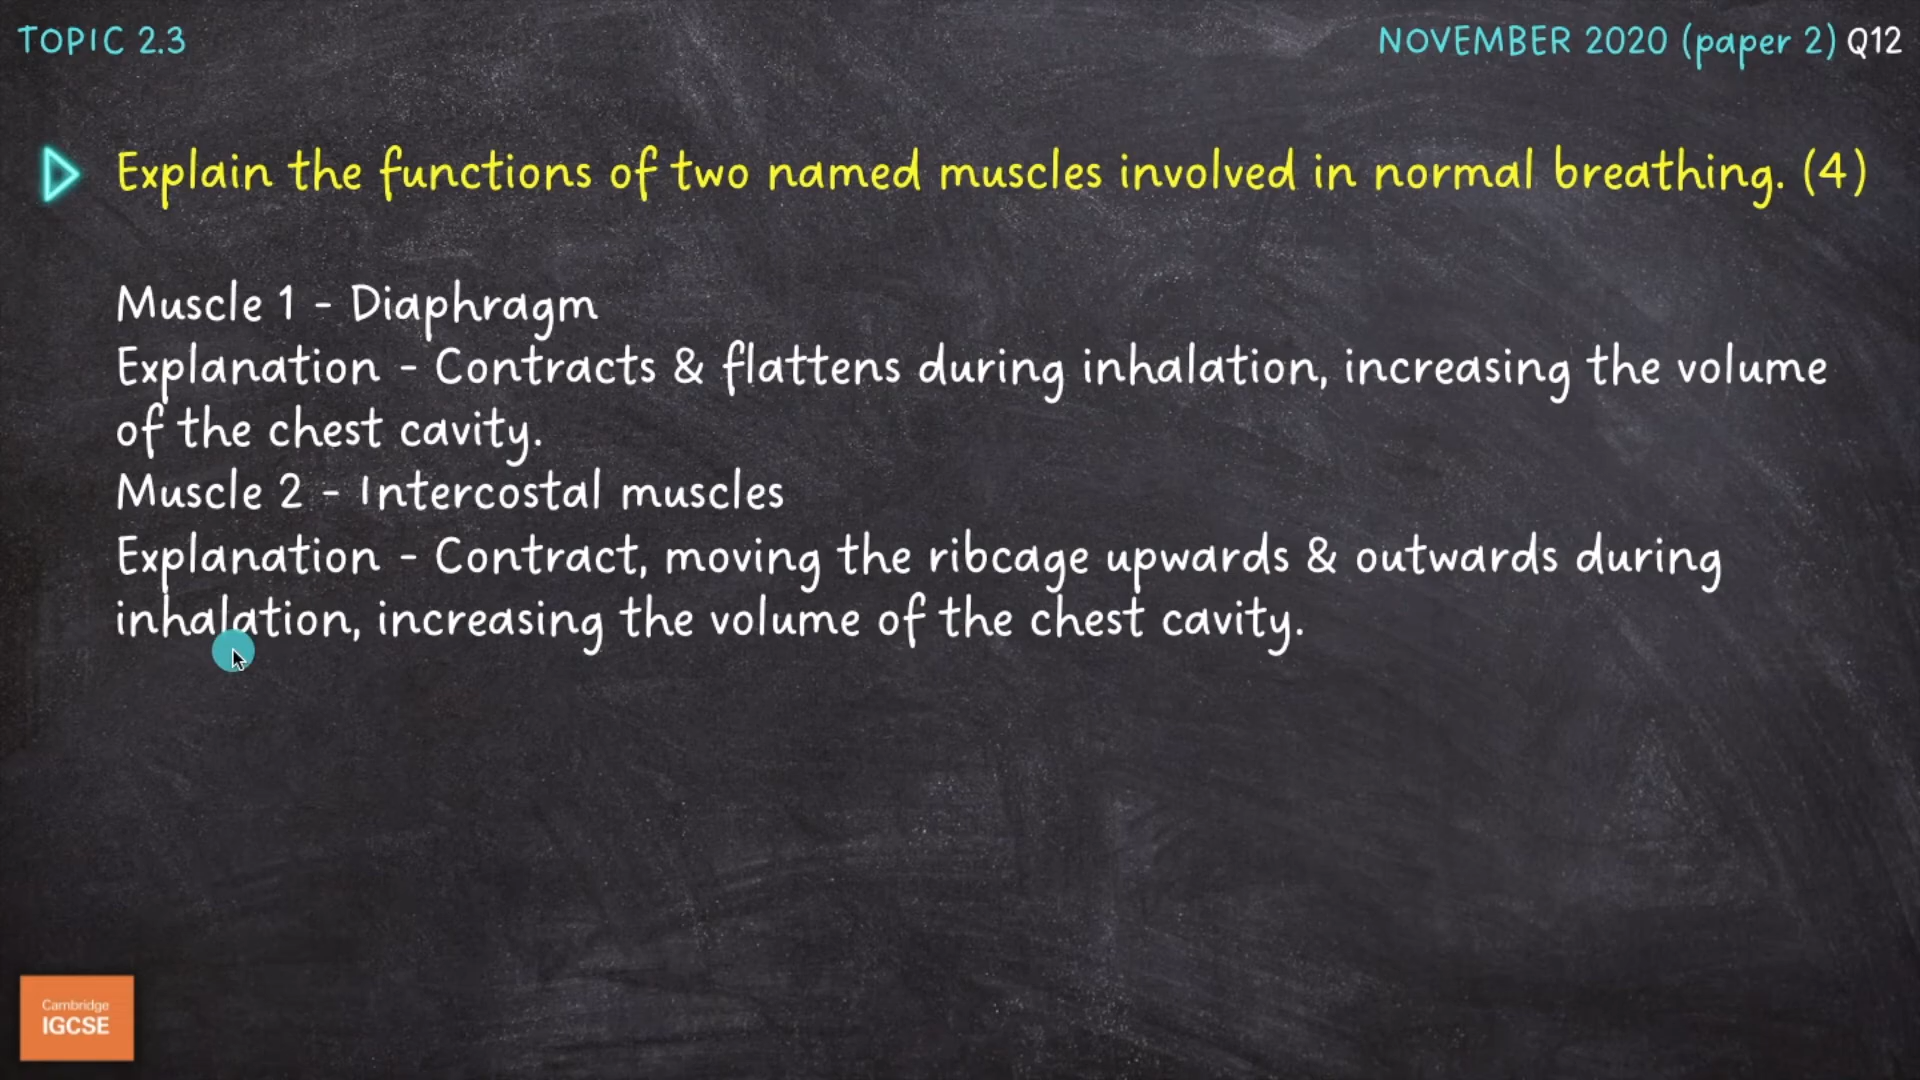 TOPIC 2.3
NOVEMBER 2020 (paper 2) Q12
Explain the functions of two named muscles involved in normal breathing. (4)
Muscle 1 - Diaphragm
Explanation - Contracts & flattens during inhalation, increasing the volume
of the chest cavity.
Muscle 2 - Intercostal muscles
Explanation - Contract, moving the ribcage upwards & outwards during
inhalation, increasing the volume of the chest cavity.
Cambridge
IGCSE